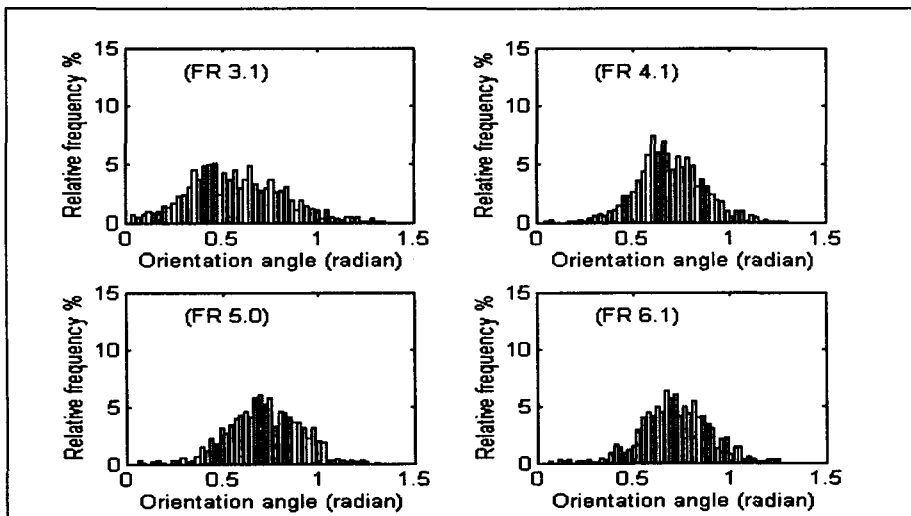 15
(FR 3.1)
10
5
0
Relative frequency %
0 0.5 1 1.5
Orientation angle (radian)
15
(FR 4.1)
10
5
0
Relative frequency %
0 0.5 1 1.5
Orientation angle (radian)
15
(FR 5.0)
10
5
0
Relative frequency %
0 0.5 1 1.5
Orientation angle (radian)
15
(FR 6.1)
10
5
0
Relative frequency %
0 0.5 1 1.5
Orientation angle (radian)